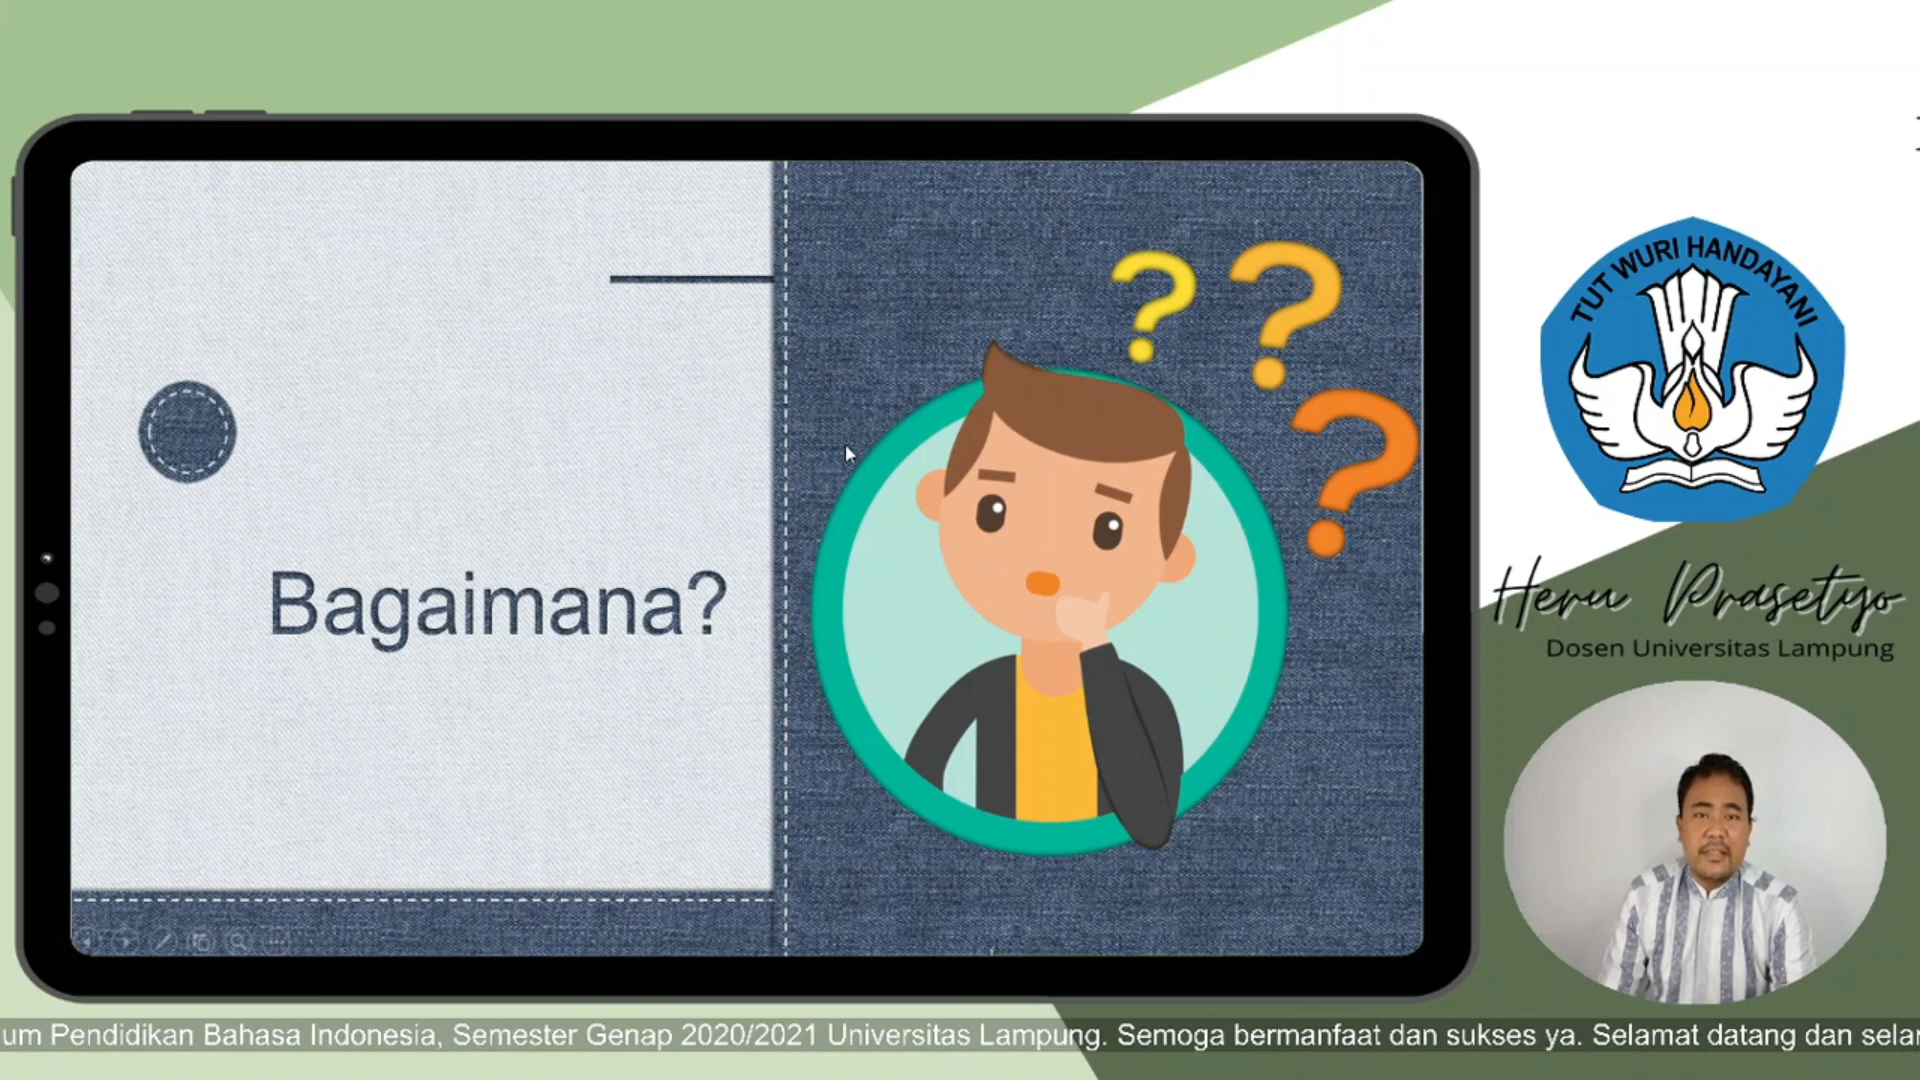 Bagaimana?
TUT WURI HANDAYANI
Heru Prasetyo
Dosen Universitas Lampung
um Pendidikan Bahasa Indonesia, Semester Genap 2020/2021 Universitas Lampung. Semoga bermanfaat dan sukses ya. Selamat datang dan selam